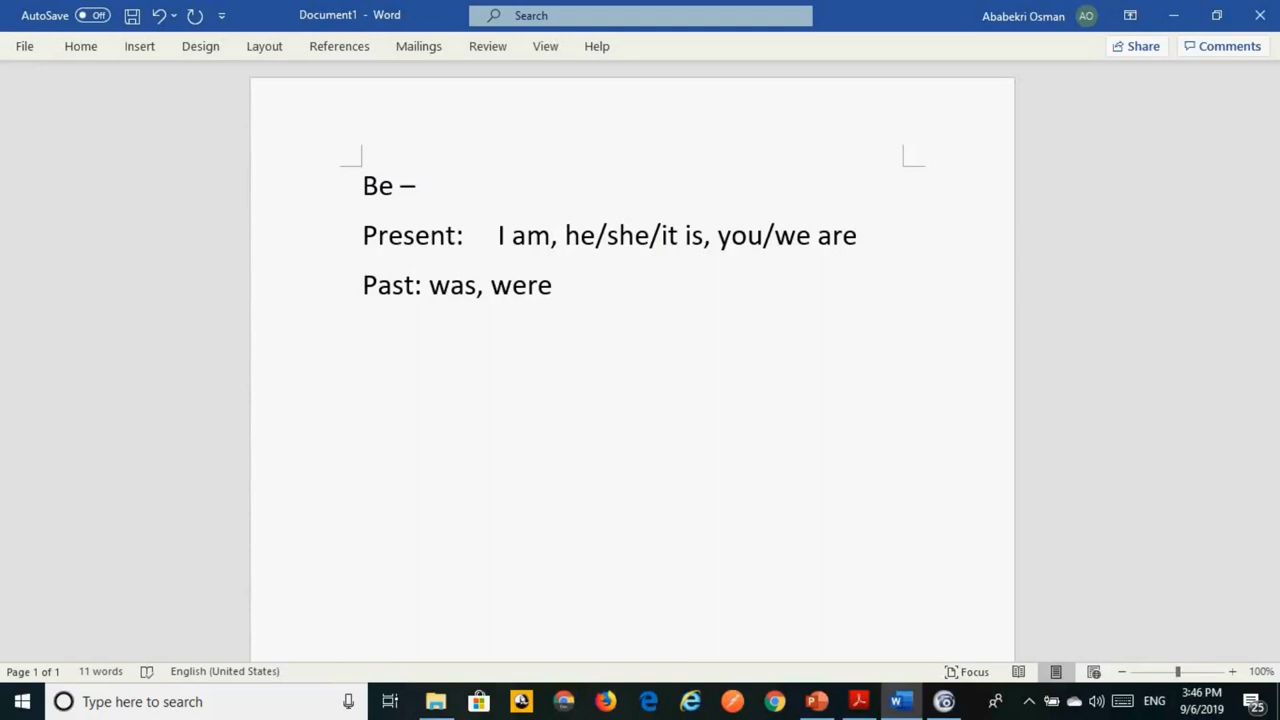 AutoSave Off Document1 - Word Search Ababekri Osman AO
File Home Insert Design Layout References Mailings Review View Help Share Comments
Be –
Present: I am, he/she/it is, you/we are
Past: was, were
Page 1 of 1 11 words English (United States) Focus 100%
Type here to search ENG 3:46 PM
9/6/2019 25